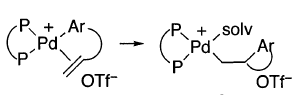 P + Ar
Pd
P
OTf⁻
P + solv
Pd Ar
P
OTf⁻